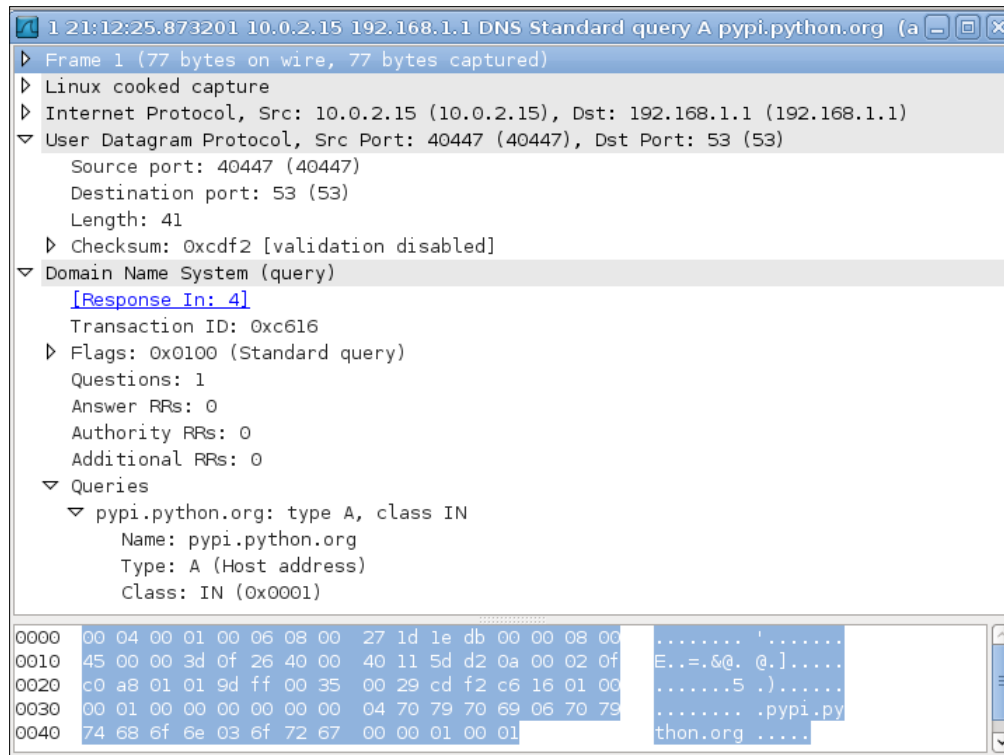 1 21:12:25.873201 10.0.2.15 192.168.1.1 DNS Standard query A pypi.python.org (a
Frame 1 (77 bytes on wire, 77 bytes captured)
Linux cooked capture
Internet Protocol, Src: 10.0.2.15 (10.0.2.15), Dst: 192.168.1.1 (192.168.1.1)
User Datagram Protocol, Src Port: 40447 (40447), Dst Port: 53 (53)
Source port: 40447 (40447)
Destination port: 53 (53)
Length: 41
Checksum: 0xcdf2 [validation disabled]
Domain Name System (query)
[Response In: 4]
Transaction ID: 0xc616
Flags: 0x0100 (Standard query)
Questions: 1
Answer RRs: 0
Authority RRs: 0
Additional RRs: 0
Queries
pypi.python.org: type A, class IN
Name: pypi.python.org
Type: A (Host address)
Class: IN (0x0001)
0000 00 04 00 01 00 06 08 00 27 1d 1e db 00 00 08 00 ........ '.......
0010 45 00 00 3d 0f 26 40 00 40 11 5d d2 0a 00 02 0f E..=.&@. @.].....
0020 c0 a8 01 01 9d ff 00 35 00 29 cd f2 c6 16 01 00 .......5 .)......
0030 00 01 00 00 00 00 00 00 04 70 79 70 69 06 70 79 ........ .pypi.py
0040 74 68 6f 6e 03 6f 72 67 00 00 01 00 01 thon.org .....